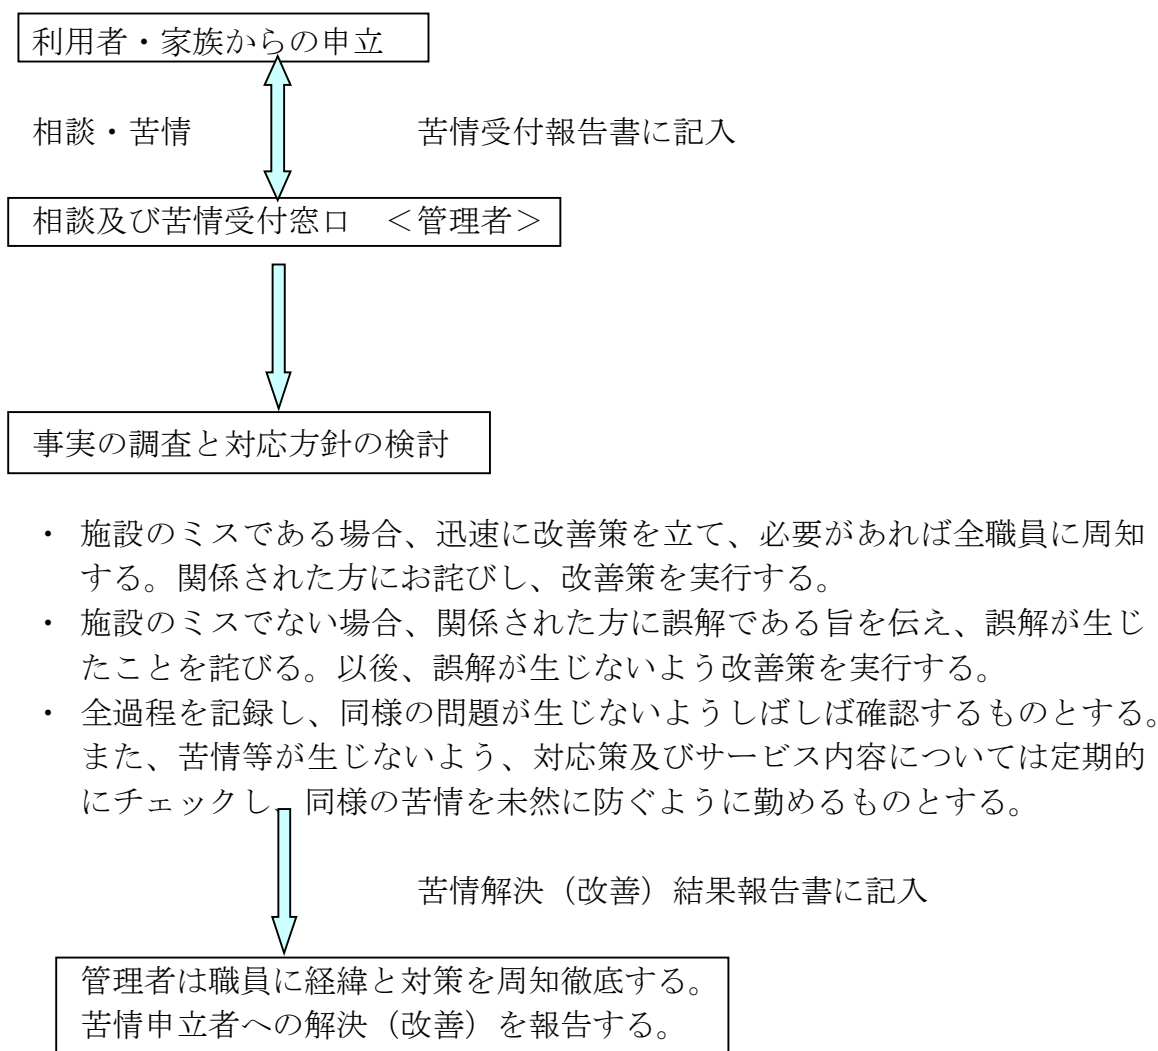 利用者・家族からの申立
相談・苦情　　　　　　　苦情受付報告書に記入
相談及び苦情受付窓口　＜管理者＞
事実の調査と対応方針の検討
・ 施設のミスである場合、迅速に改善策を立て、必要があれば全職員に周知
する。関係された方にお詫びし、改善策を実行する。
・ 施設のミスでない場合、関係された方に誤解である旨を伝え、誤解が生じ
たことを詫びる。以後、誤解が生じないよう改善策を実行する。
・ 全過程を記録し、同様の問題が生じないようしばしば確認するものとする。
また、苦情等が生じないよう、対応策及びサービス内容については定期的
にチェックし、同様の苦情を未然に防ぐように勤めるものとする。
苦情解決（改善）結果報告書に記入
管理者は職員に経緯と対策を周知徹底する。
苦情申立者への解決（改善）を報告する。